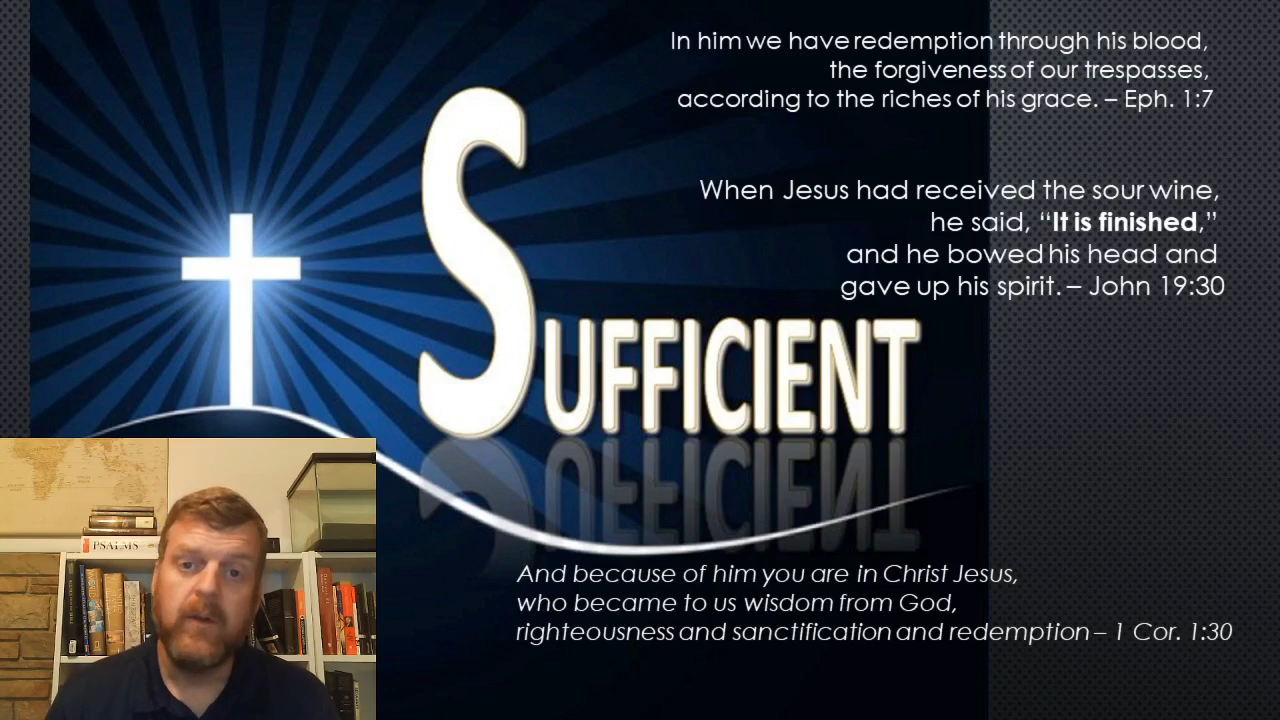 In him we have redemption through his blood,
the forgiveness of our trespasses,
according to the riches of his grace. – Eph. 1:7
When Jesus had received the sour wine,
he said, “It is finished,”
and he bowed his head and
gave up his spirit. – John 19:30
SUFFICIENT
And because of him you are in Christ Jesus,
who became to us wisdom from God,
righteousness and sanctification and redemption – 1 Cor. 1:30
PSALMS